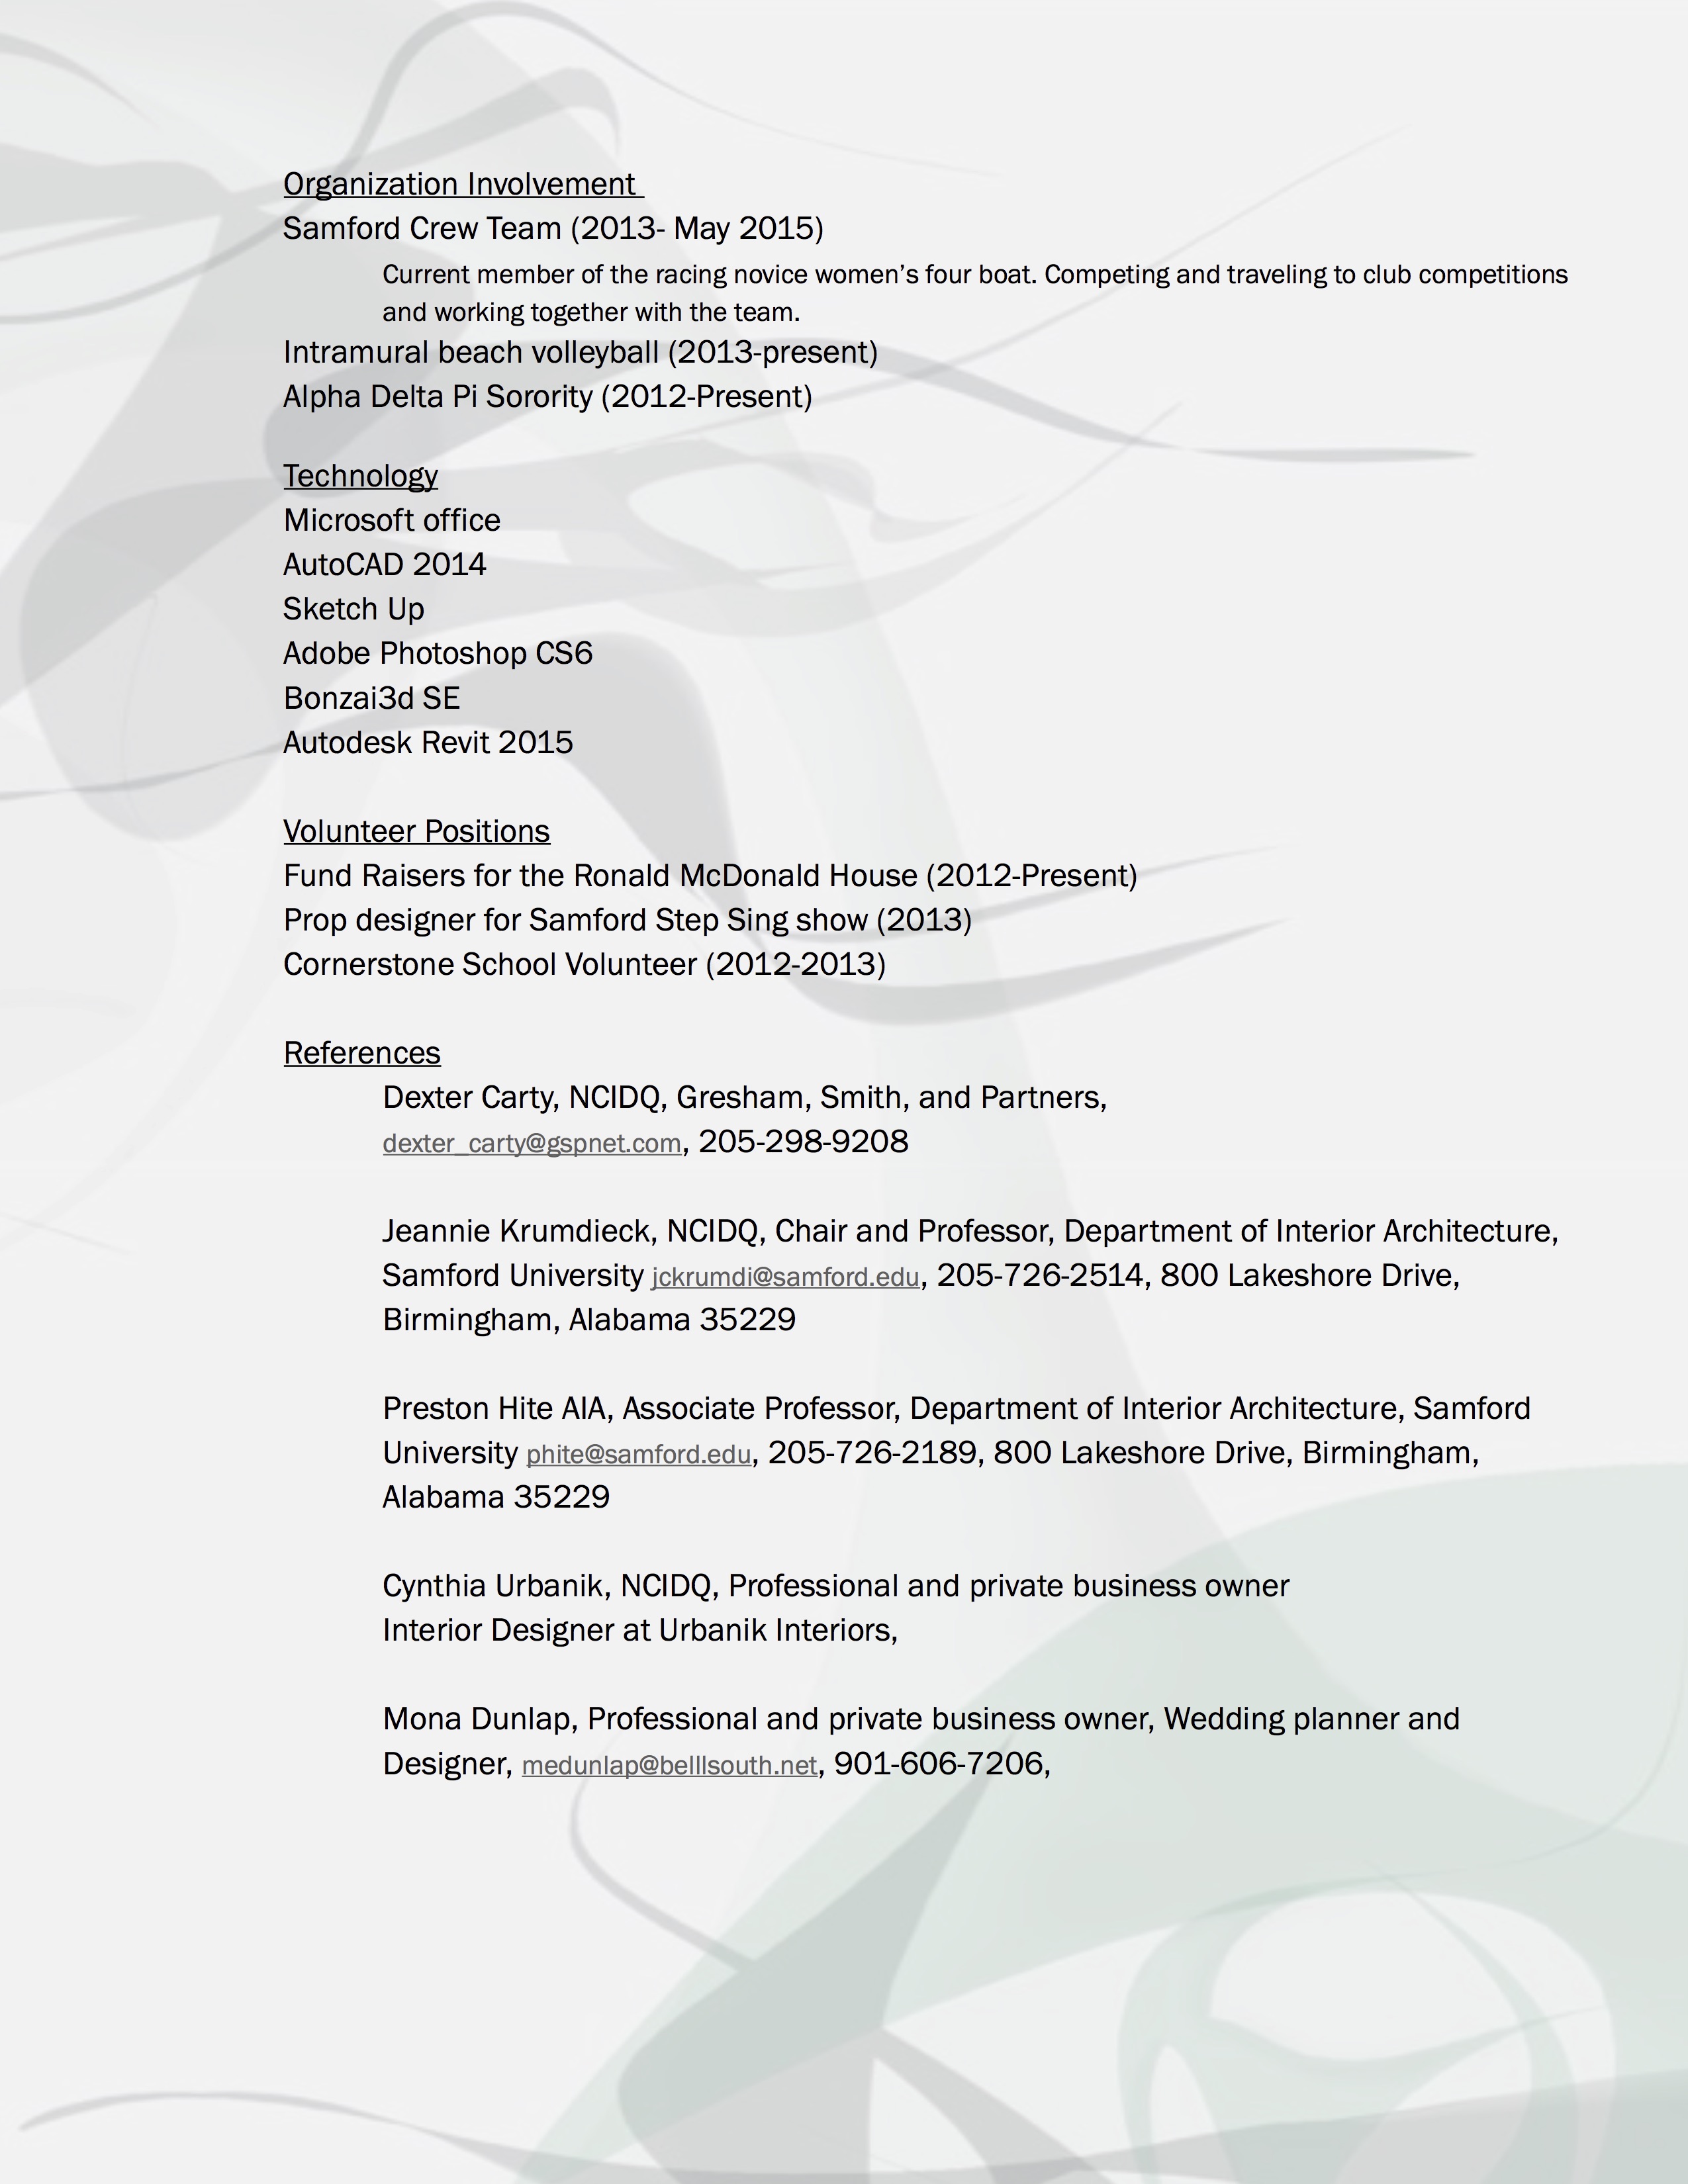 Organization Involvement
Samford Crew Team (2013- May 2015)
Current member of the racing novice women’s four boat. Competing and traveling to club competitions
and working together with the team.
Intramural beach volleyball (2013-present)
Alpha Delta Pi Sorority (2012-Present)
Technology
Microsoft office
AutoCAD 2014
Sketch Up
Adobe Photoshop CS6
Bonzai3d SE
Autodesk Revit 2015
Volunteer Positions
Fund Raisers for the Ronald McDonald House (2012-Present)
Prop designer for Samford Step Sing show (2013)
Cornerstone School Volunteer (2012-2013)
References
Dexter Carty, NCIDQ, Gresham, Smith, and Partners,
dexter_carty@gspnet.com, 205-298-9208
Jeannie Krumdieck, NCIDQ, Chair and Professor, Department of Interior Architecture,
Samford University jckrumdi@samford.edu, 205-726-2514, 800 Lakeshore Drive,
Birmingham, Alabama 35229
Preston Hite AIA, Associate Professor, Department of Interior Architecture, Samford
University phite@samford.edu, 205-726-2189, 800 Lakeshore Drive, Birmingham,
Alabama 35229
Cynthia Urbanik, NCIDQ, Professional and private business owner
Interior Designer at Urbanik Interiors,
Mona Dunlap, Professional and private business owner, Wedding planner and
Designer, medunlap@belllsouth.net, 901-606-7206,